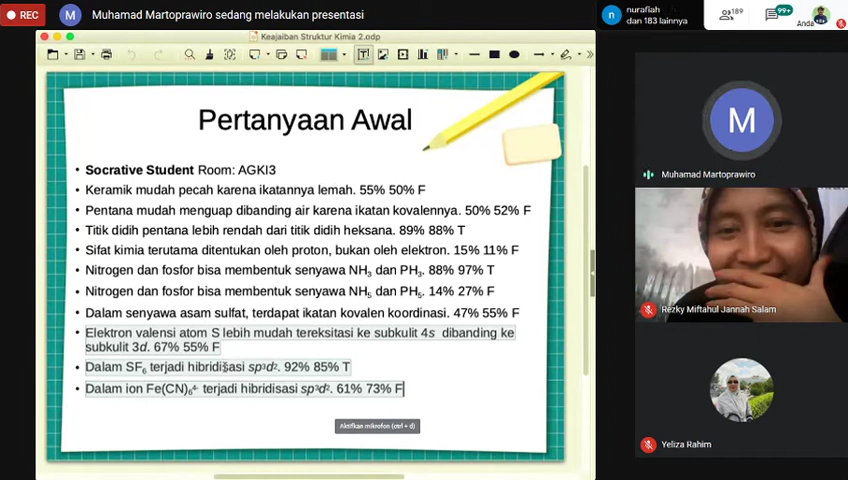 REC
Muhamad Martoprawiro sedang melakukan presentasi
n
nurafiah
dan 183 lainnya
189
99+
Anda
Keajaiban Struktur Kimia 2.odp
Pertanyaan Awal
• Socrative Student Room: AGKI3
• Keramik mudah pecah karena ikatannya lemah. 55% 50% F
• Pentana mudah menguap dibanding air karena ikatan kovalennya. 50% 52% F
• Titik didih pentana lebih rendah dari titik didih heksana. 89% 88% T
• Sifat kimia terutama ditentukan oleh proton, bukan oleh elektron. 15% 11% F
• Nitrogen dan fosfor bisa membentuk senyawa NH₃ dan PH₃. 88% 97% T
• Nitrogen dan fosfor bisa membentuk senyawa NH₅ dan PH₅. 14% 27% F
• Dalam senyawa asam sulfat, terdapat ikatan kovalen koordinasi. 47% 55% F
• Elektron valensi atom S lebih mudah tereksitasi ke subkulit 4s dibanding ke
subkulit 3d. 67% 55% F
• Dalam SF₆ terjadi hibridisasi sp³d². 92% 85% T
• Dalam ion Fe(CN)₆⁴⁻ terjadi hibridisasi sp³d². 61% 73% F
Aktifkan mikrofon (ctrl + d)
M
Muhamad Martoprawiro
Rezky Miftahul Jannah Salam
Yeliza Rahim